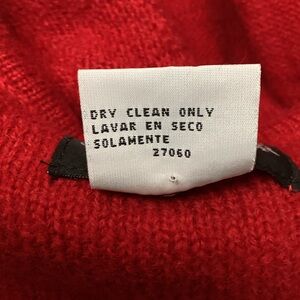 DRY CLEAN ONLY
LAVAR EN SECO
SOLAMENTE
27060